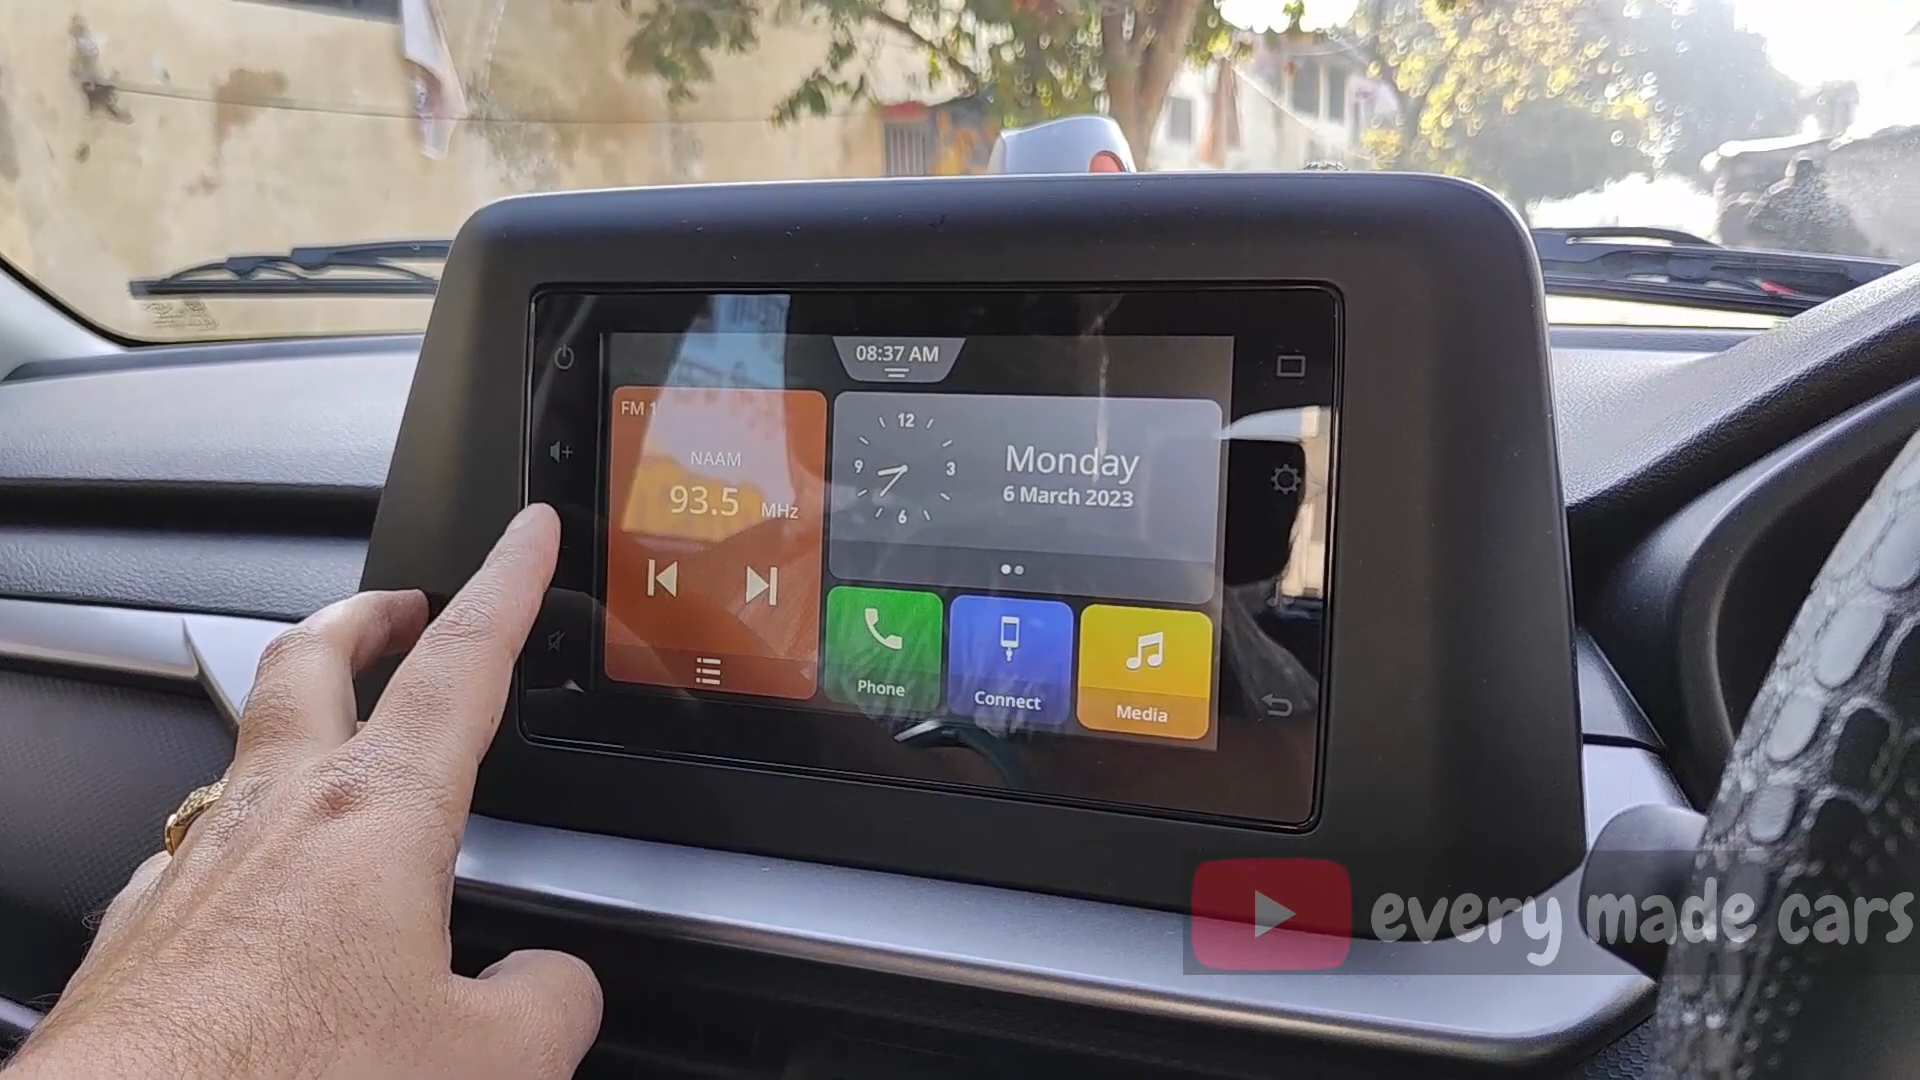 08:37 AM
FM 1
NAAM
93.5 MHz
12
3
6
9
Monday
6 March 2023
Phone
Connect
Media
every made cars